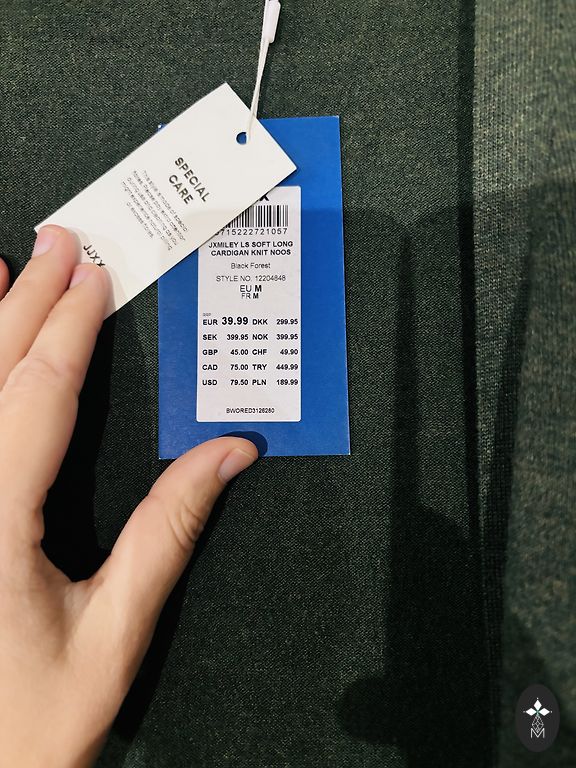 SPECIAL
CARE
JJXX
715222721057
JXMILEY LS SOFT LONG
CARDIGAN KNIT NOOS
Black Forest
STYLE NO. 12204848
EU M
FR M
EUR 39.99 DKK 299.95
SEK 399.95 NOK 399.95
GBP 45.00 CHF 49.90
CAD 75.00 TRY 449.99
USD 79.50 PLN 189.99
BWORED3128280
M